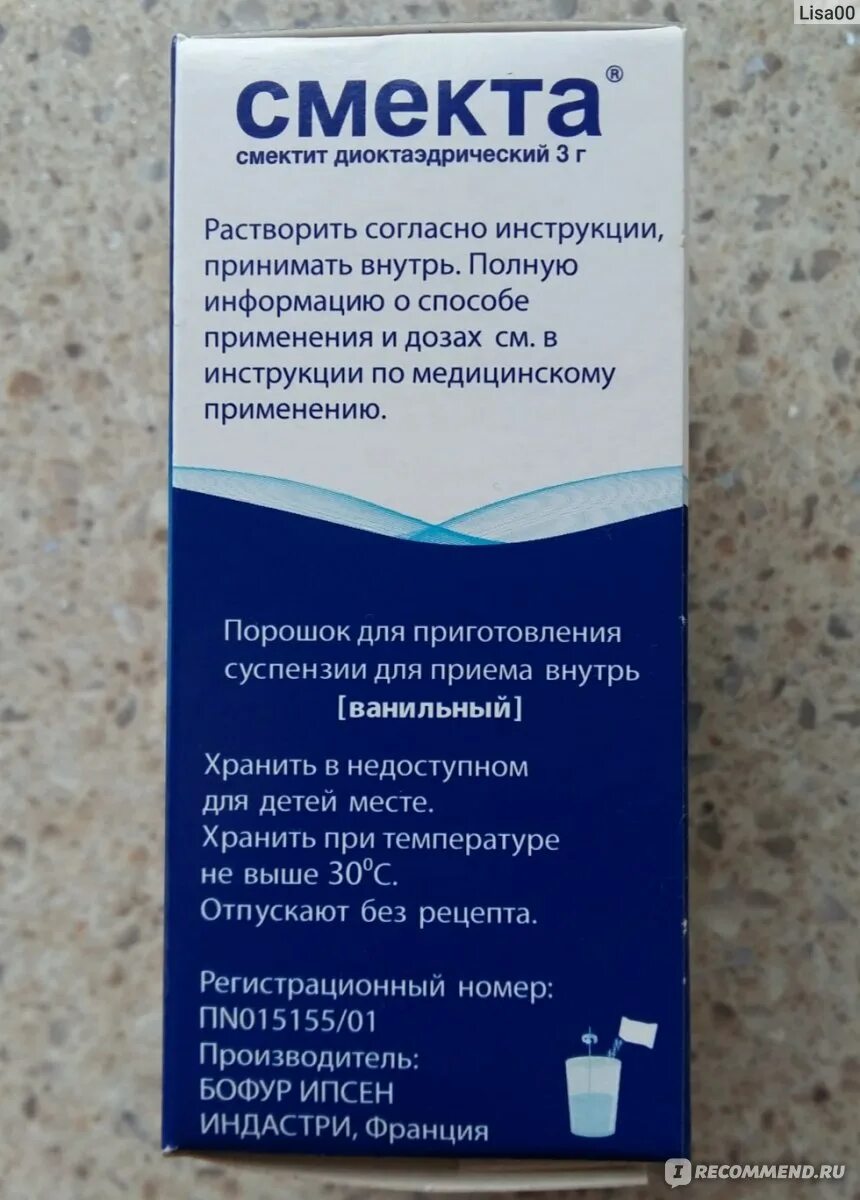 Lisa00
смекта®
смектит диоктаэдрический 3 г
Растворить согласно инструкции,
принимать внутрь. Полную
информацию о способе
применения и дозах см. в
инструкции по медицинскому
применению.
Порошок для приготовления
суспензии для приема внутрь
[ванильный]
Хранить в недоступном
для детей месте.
Хранить при температуре
не выше 30⁰С.
Отпускают без рецепта.
Регистрационный номер:
ПN015155/01
Производитель:
БОФУР ИПСЕН
ИНДАСТРИ, Франция
IRECOMMEND.RU